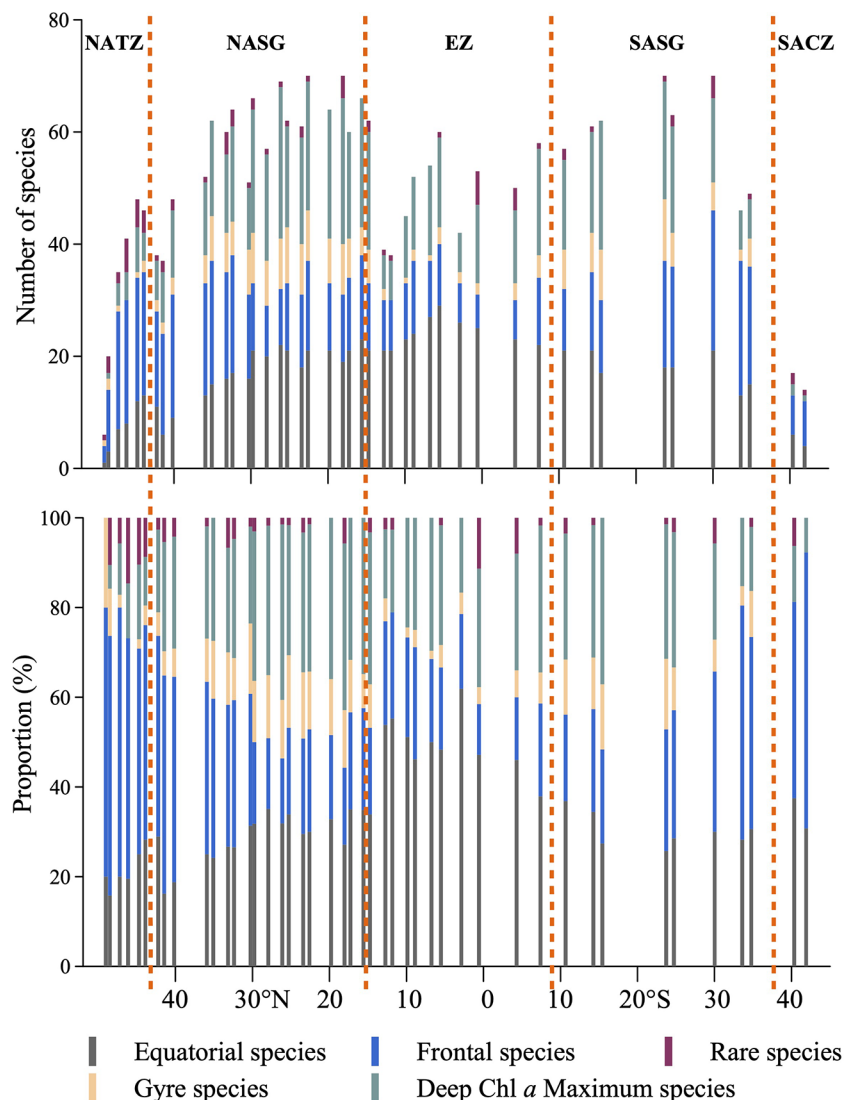 80
NATZ NASG EZ SASG SACZ
60
Number of species
40
20
0
100
80
60
Proportion (%)
40
20
0
40 30°N 20 10 0 10 20°S 30 40
Equatorial species Frontal species Rare species
Gyre species Deep Chl a Maximum species